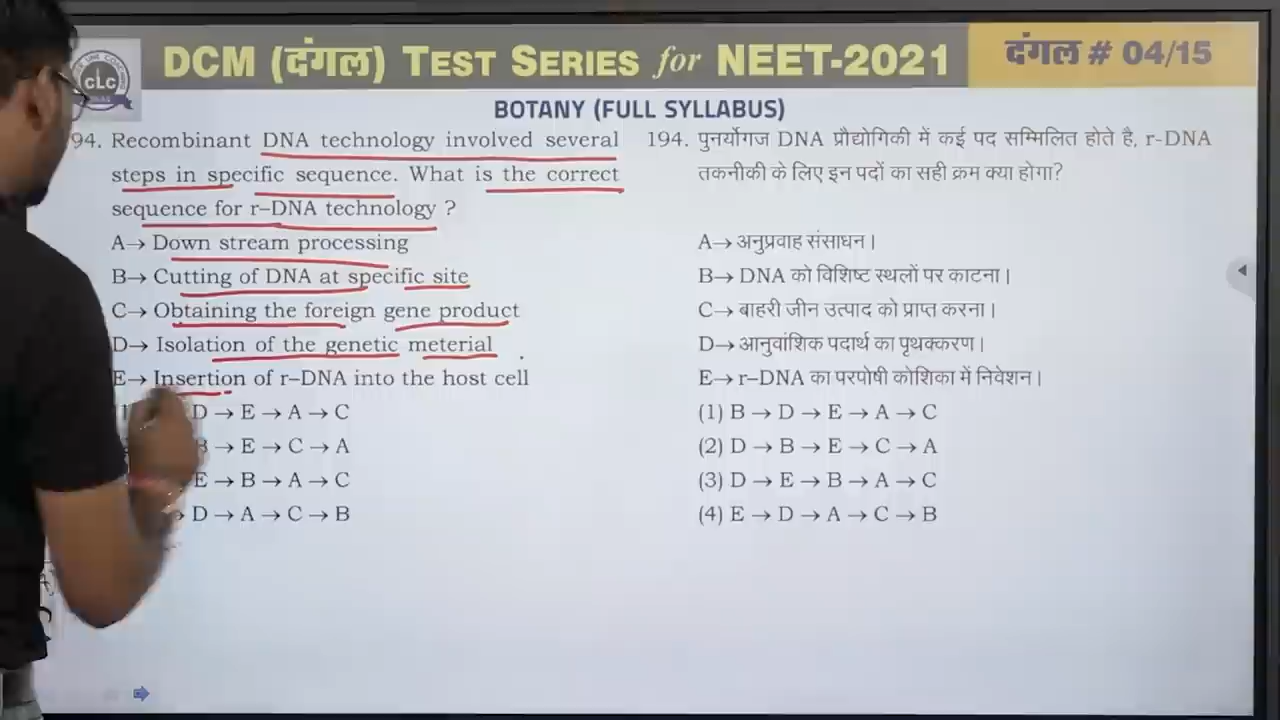 DCM (दंगल) TEST SERIES for NEET-2021
दंगल # 04/15
CLC
BOTANY (FULL SYLLABUS)
94. Recombinant DNA technology involved several
steps in specific sequence. What is the correct
sequence for r–DNA technology ?
A→ Down stream processing
B→ Cutting of DNA at specific site
C→ Obtaining the foreign gene product
D→ Isolation of the genetic meterial
E→ Insertion of r–DNA into the host cell
D → E → A → C
B → E → C → A
E → B → A → C
→ D → A → C → B
194. पुनर्योगज DNA प्रौद्योगिकी में कई पद सम्मिलित होते है, r-DNA
तकनीकी के लिए इन पदों का सही क्रम क्या होगा?
A→ अनुप्रवाह संसाधन।
B→ DNA को विशिष्ट स्थलों पर काटना।
C→ बाहरी जीन उत्पाद को प्राप्त करना।
D→ आनुवांशिक पदार्थ का पृथक्करण।
E→ r–DNA का परपोषी कोशिका में निवेशन।
(1) B → D → E → A → C
(2) D → B → E → C → A
(3) D → E → B → A → C
(4) E → D → A → C → B